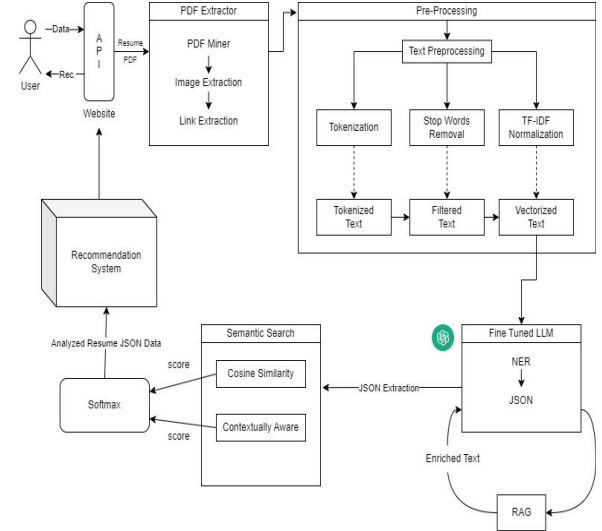 PDF Extractor
Pre-Processing
Data
A
P
I
Resume
PDF
PDF Miner
Text Preprocessing
Rec.
User
Image Extraction
Website
Link Extraction
Tokenization
Stop Words
Removal
TF-IDF
Normalization
Tokenized
Text
Filtered
Text
Vectorized
Text
Recommendation
System
Semantic Search
Fine Tuned LLM
Analyzed Resume JSON Data
NER
score
Cosine Similarity
JSON Extraction
JSON
Softmax
Contextually Aware
score
Enriched Text
RAG